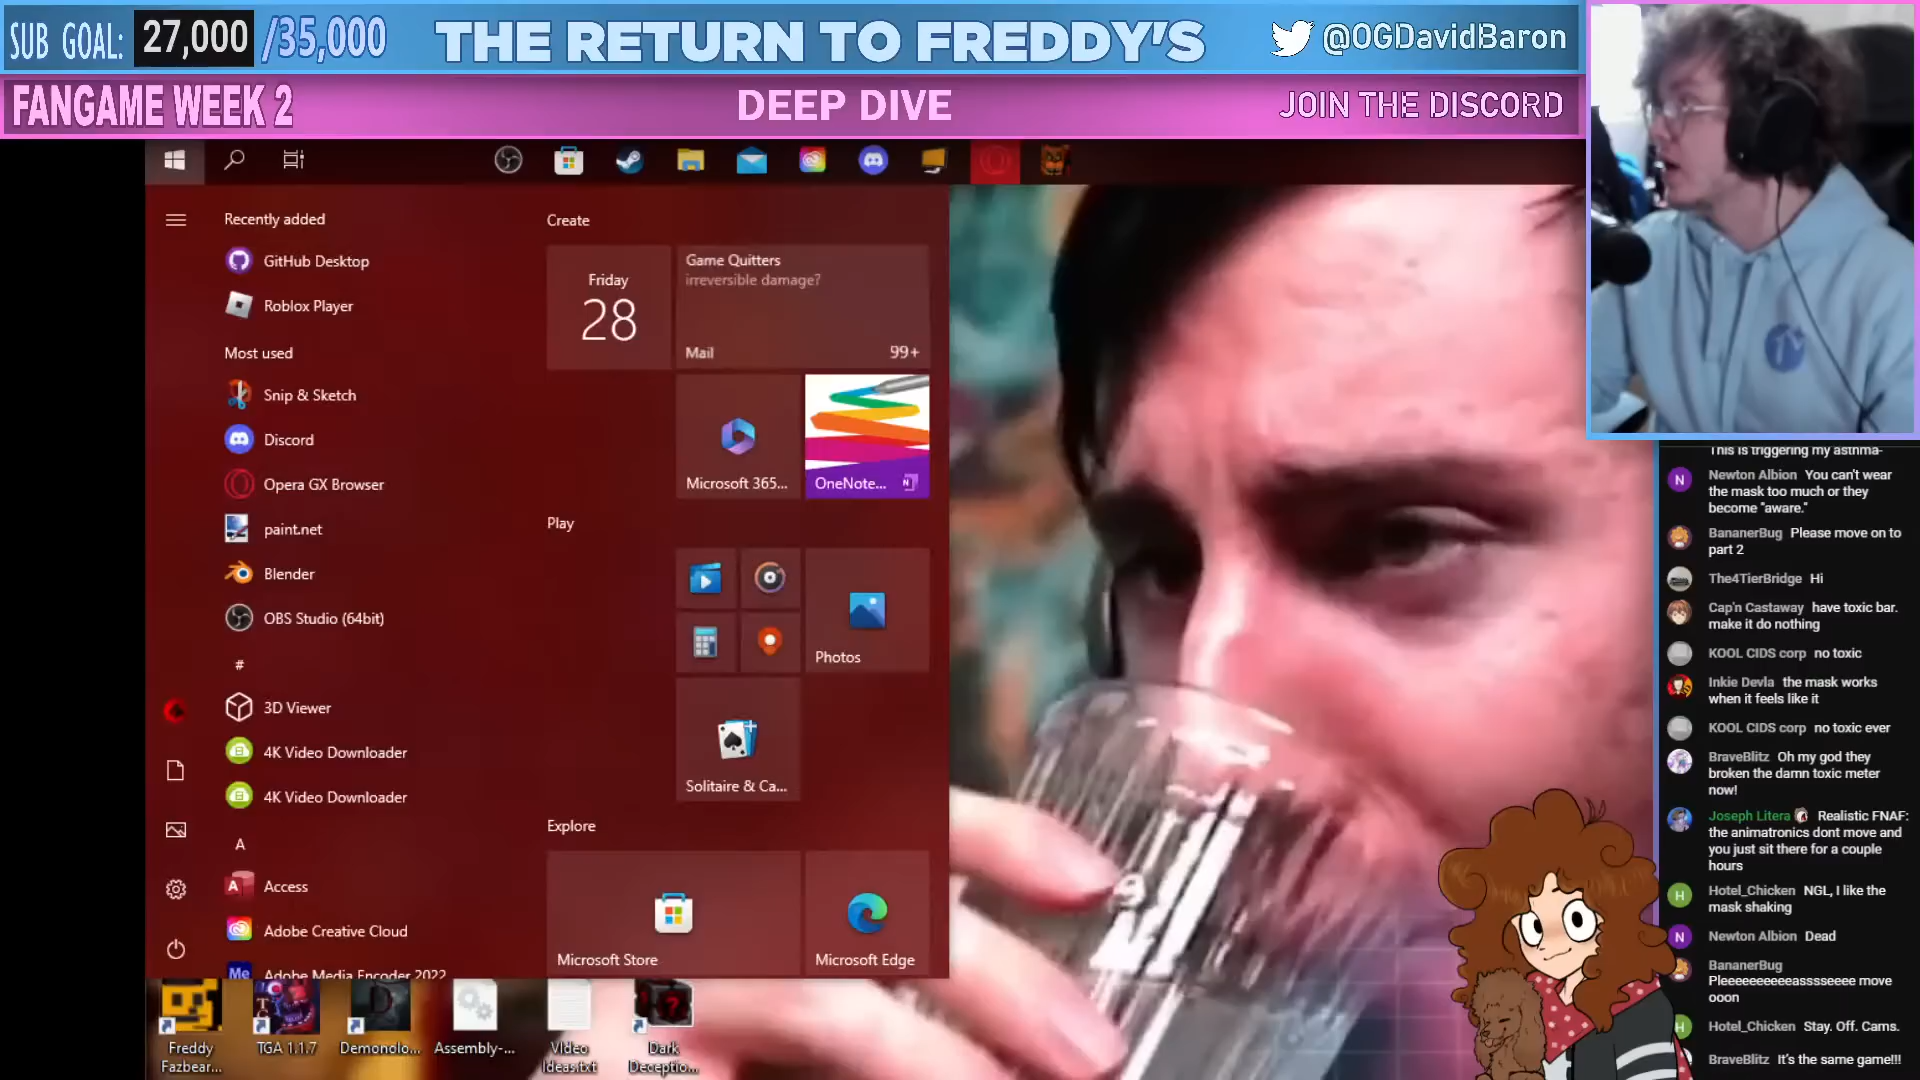 SUB GOAL: 27,000 /35,000
THE RETURN TO FREDDY'S
@OGDavidBaron
FANGAME WEEK 2
DEEP DIVE
JOIN THE DISCORD
Recently added
GitHub Desktop
Roblox Player
Most used
Snip & Sketch
Discord
Opera GX Browser
paint.net
Blender
OBS Studio (64bit)
#
3D Viewer
4K Video Downloader
4K Video Downloader
A
Access
Adobe Creative Cloud
Adobe Media Encoder 2022
Create
Friday
28
Game Quitters
irreversible damage?
Mail 99+
Microsoft 365...
OneNote...
Play
Photos
Solitaire & Ca...
Explore
Microsoft Store
Microsoft Edge
Freddy
Fazbear...
TGA 1.1.7
Demonolo...
Assembly-...
Video
Ideas.txt
Dark
Deceptio...
This is triggering my asthma-
Newton Albion You can't wear
the mask too much or they
become "aware."
BananerBug Please move on to
part 2
The4TierBridge Hi
Cap'n Castaway have toxic bar.
make it do nothing
KOOL CIDS corp no toxic
Inkie Devla the mask works
when it feels like it
KOOL CIDS corp no toxic ever
BraveBlitz Oh my god they
broken the damn toxic meter
now!
Joseph Litera Realistic FNAF:
the animatronics dont move and
you just sit there for a couple
hours
Hotel_Chicken NGL, I like the
mask shaking
Newton Albion Dead
BananerBug
Pleeeeeeeeeeasssseeee move
ooon
Hotel_Chicken Stay. Off. Cams.
BraveBlitz It's the same game!!!